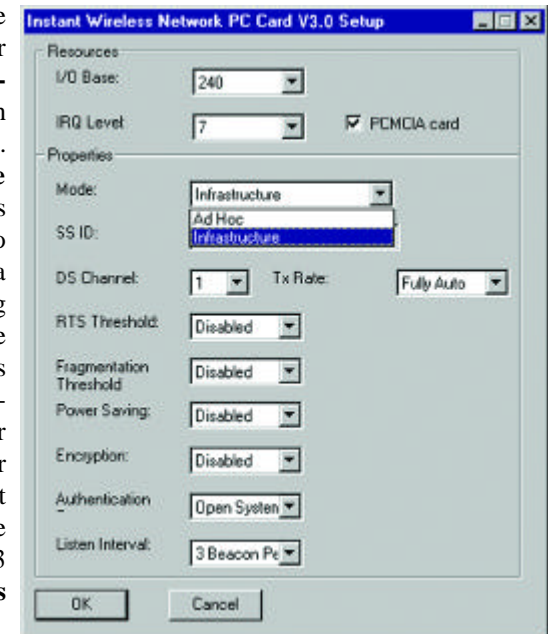 Instant Wireless Network PC Card V3.0 Setup
Resources
I/O Base: 240
IRQ Level: 7 PCMCIA card
Properties
Mode: Infrastructure
Ad Hoc
SS ID: Infrastructure
DS Channel: 1 Tx Rate: Fully Auto
RTS Threshold: Disabled
Fragmentation
Threshold Disabled
Power Saving: Disabled
Encryption: Disabled
Authentication Open System
Listen Interval: 3 Beacon Pe
OK Cancel